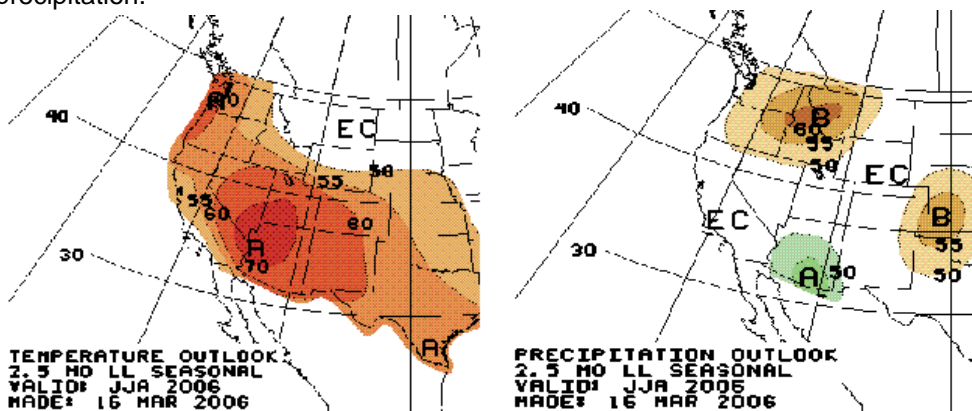 precipitation.
40
30
A
70
EC
50
55
55
60
60
A
70
A
TEMPERATURE OUTLOOK
2.5 MO LL SEASONAL
VALID: JJA 2006
MADE: 16 MAR 2006
40
30
B
60
55
50
EC
EC
B
55
50
A
50
PRECIPITATION OUTLOOK
2.5 MO LL SEASONAL
VALID: JJA 2006
MADE: 16 MAR 2006